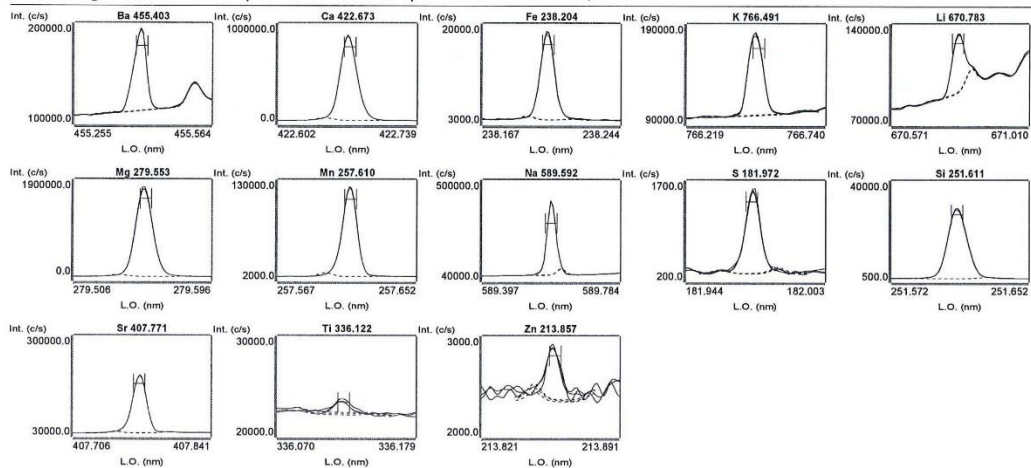 Int. (c/s) Ba 455.403
200000.0
100000.0
455.255 455.564
L.O. (nm)
Int. (c/s) Ca 422.673
1000000.0
0.0
422.602 422.739
L.O. (nm)
Int. (c/s) Fe 238.204
20000.0
3000.0
238.167 238.244
L.O. (nm)
Int. (c/s) K 766.491
190000.0
90000.0
766.219 766.740
L.O. (nm)
Int. (c/s) Li 670.783
140000.0
70000.0
670.571 671.010
L.O. (nm)
Int. (c/s) Mg 279.553
1900000.0
0.0
279.506 279.596
L.O. (nm)
Int. (c/s) Mn 257.610
130000.0
2000.0
257.567 257.652
L.O. (nm)
Int. (c/s) Na 589.592
500000.0
40000.0
589.397 589.784
L.O. (nm)
Int. (c/s) S 181.972
1700.0
200.0
181.944 182.003
L.O. (nm)
Int. (c/s) Si 251.611
40000.0
500.0
251.572 251.652
L.O. (nm)
Int. (c/s) Sr 407.771
300000.0
30000.0
407.706 407.841
L.O. (nm)
Int. (c/s) Ti 336.122
30000.0
20000.0
336.070 336.179
L.O. (nm)
Int. (c/s) Zn 213.857
3000.0
2000.0
213.821 213.891
L.O. (nm)